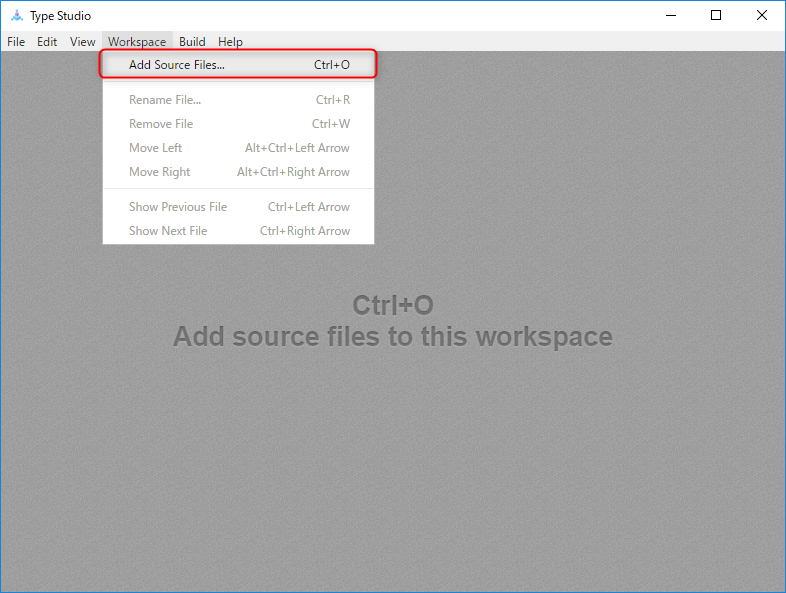 Type Studio
File Edit View Workspace Build Help
Add Source Files... Ctrl+O
Rename File... Ctrl+R
Remove File Ctrl+W
Move Left Alt+Ctrl+Left Arrow
Move Right Alt+Ctrl+Right Arrow
Show Previous File Ctrl+Left Arrow
Show Next File Ctrl+Right Arrow
Ctrl+O
Add source files to this workspace